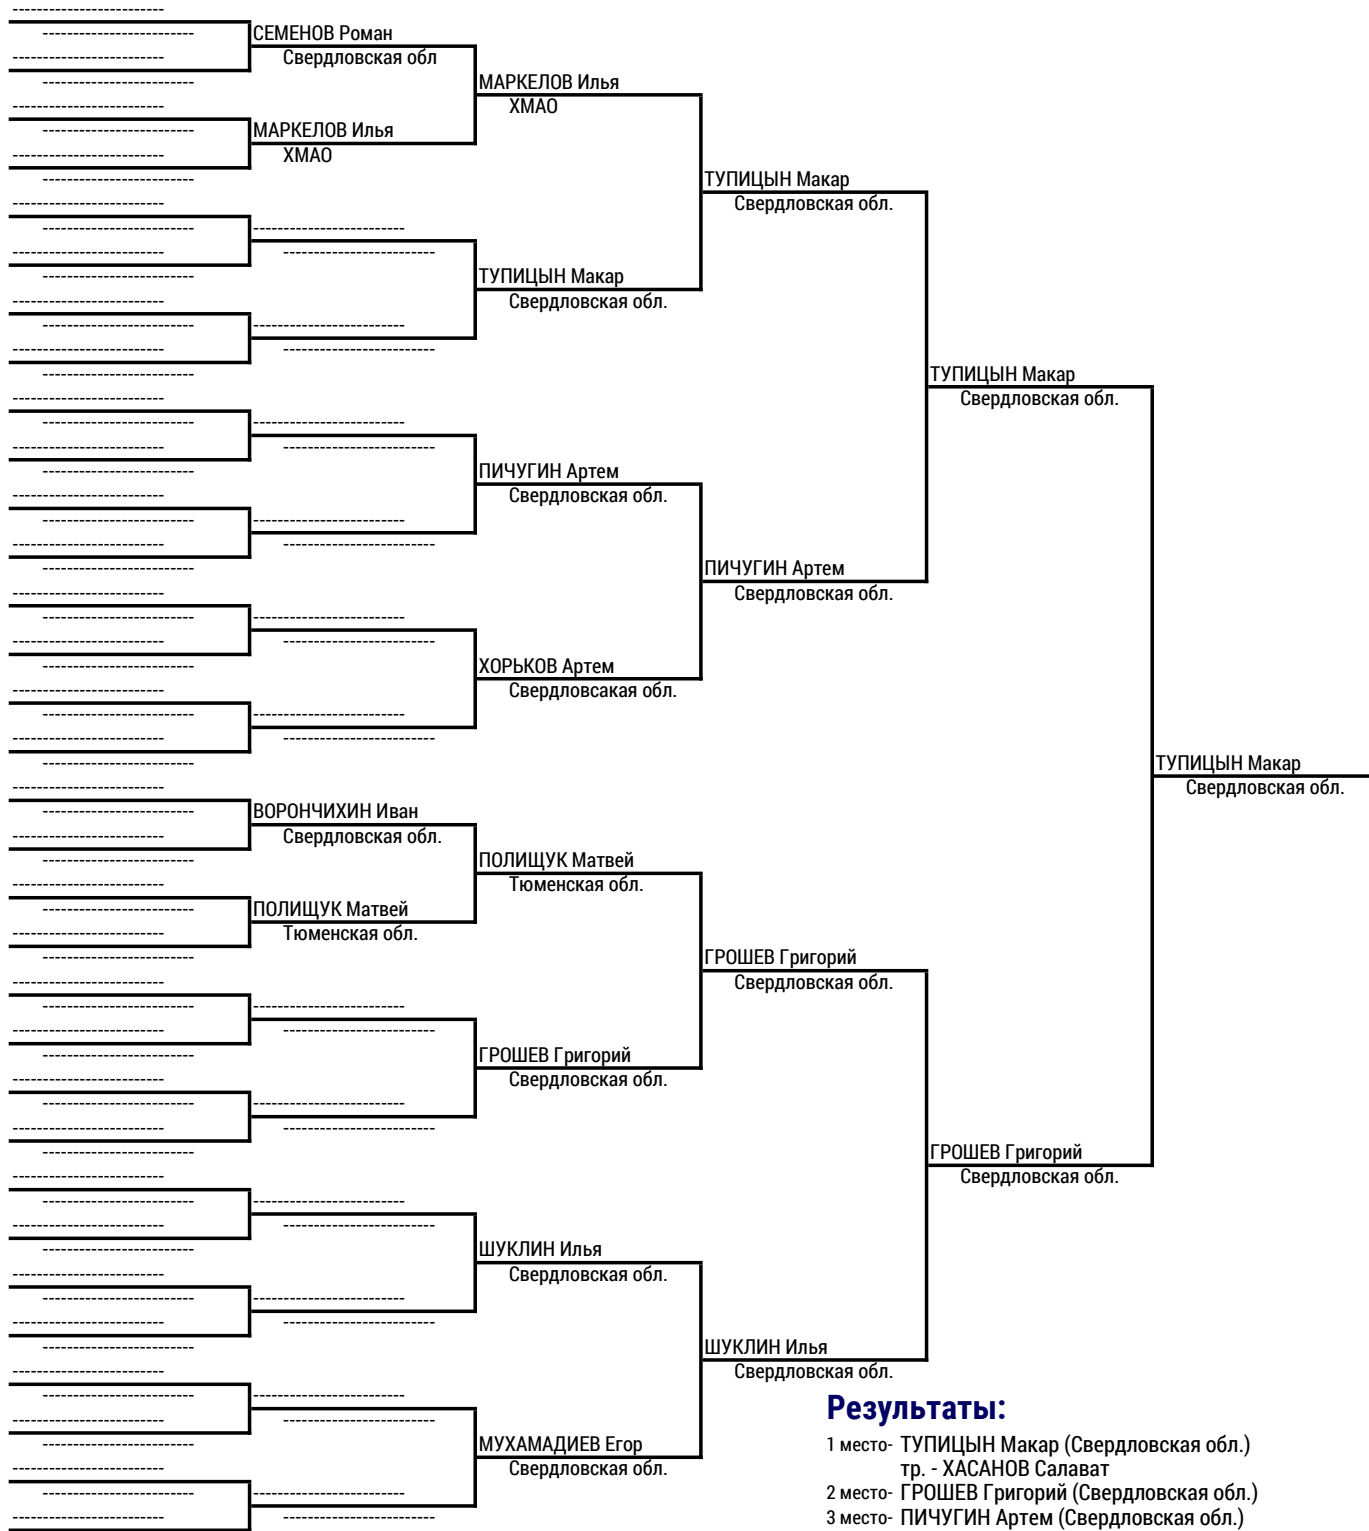 СЕМЕНОВ Роман
Свердловская обл
МАРКЕЛОВ Илья
ХМАО
МАРКЕЛОВ Илья
ХМАО
ТУПИЦЫН Макар
Свердловская обл.
ТУПИЦЫН Макар
Свердловская обл.
ТУПИЦЫН Макар
Свердловская обл.
ПИЧУГИН Артем
Свердловская обл.
ПИЧУГИН Артем
Свердловская обл.
ХОРЬКОВ Артем
Свердловсакая обл.
ТУПИЦЫН Макар
Свердловская обл.
ВОРОНЧИХИН Иван
Свердловская обл.
ПОЛИЩУК Матвей
Тюменская обл.
ПОЛИЩУК Матвей
Тюменская обл.
ГРОШЕВ Григорий
Свердловская обл.
ГРОШЕВ Григорий
Свердловская обл.
ГРОШЕВ Григорий
Свердловская обл.
ШУКЛИН Илья
Свердловская обл.
ШУКЛИН Илья
Свердловская обл.
МУХАМАДИЕВ Егор
Свердловская обл.
Результаты:
1 место- ТУПИЦЫН Макар (Свердловская обл.)
тр. - ХАСАНОВ Салават
2 место- ГРОШЕВ Григорий (Свердловская обл.)
3 место- ПИЧУГИН Артем (Свердловская обл.)